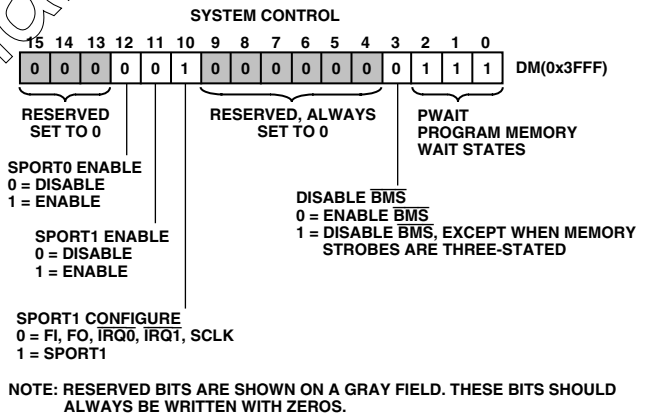 SYSTEM CONTROL
15 14 13 12 11 10 9 8 7 6 5 4 3 2 1 0
0 0 0 0 0 1 0 0 0 0 0 0 0 1 1 1 DM(0x3FFF)
RESERVED
SET TO 0
RESERVED, ALWAYS
SET TO 0
PWAIT
PROGRAM MEMORY
WAIT STATES
SPORT0 ENABLE
0 = DISABLE
1 = ENABLE
DISABLE BMS
0 = ENABLE BMS
1 = DISABLE BMS, EXCEPT WHEN MEMORY
STROBES ARE THREE-STATED
SPORT1 ENABLE
0 = DISABLE
1 = ENABLE
SPORT1 CONFIGURE
0 = FI, FO, IRQ0, IRQ1, SCLK
1 = SPORT1
NOTE: RESERVED BITS ARE SHOWN ON A GRAY FIELD. THESE BITS SHOULD
ALWAYS BE WRITTEN WITH ZEROS.